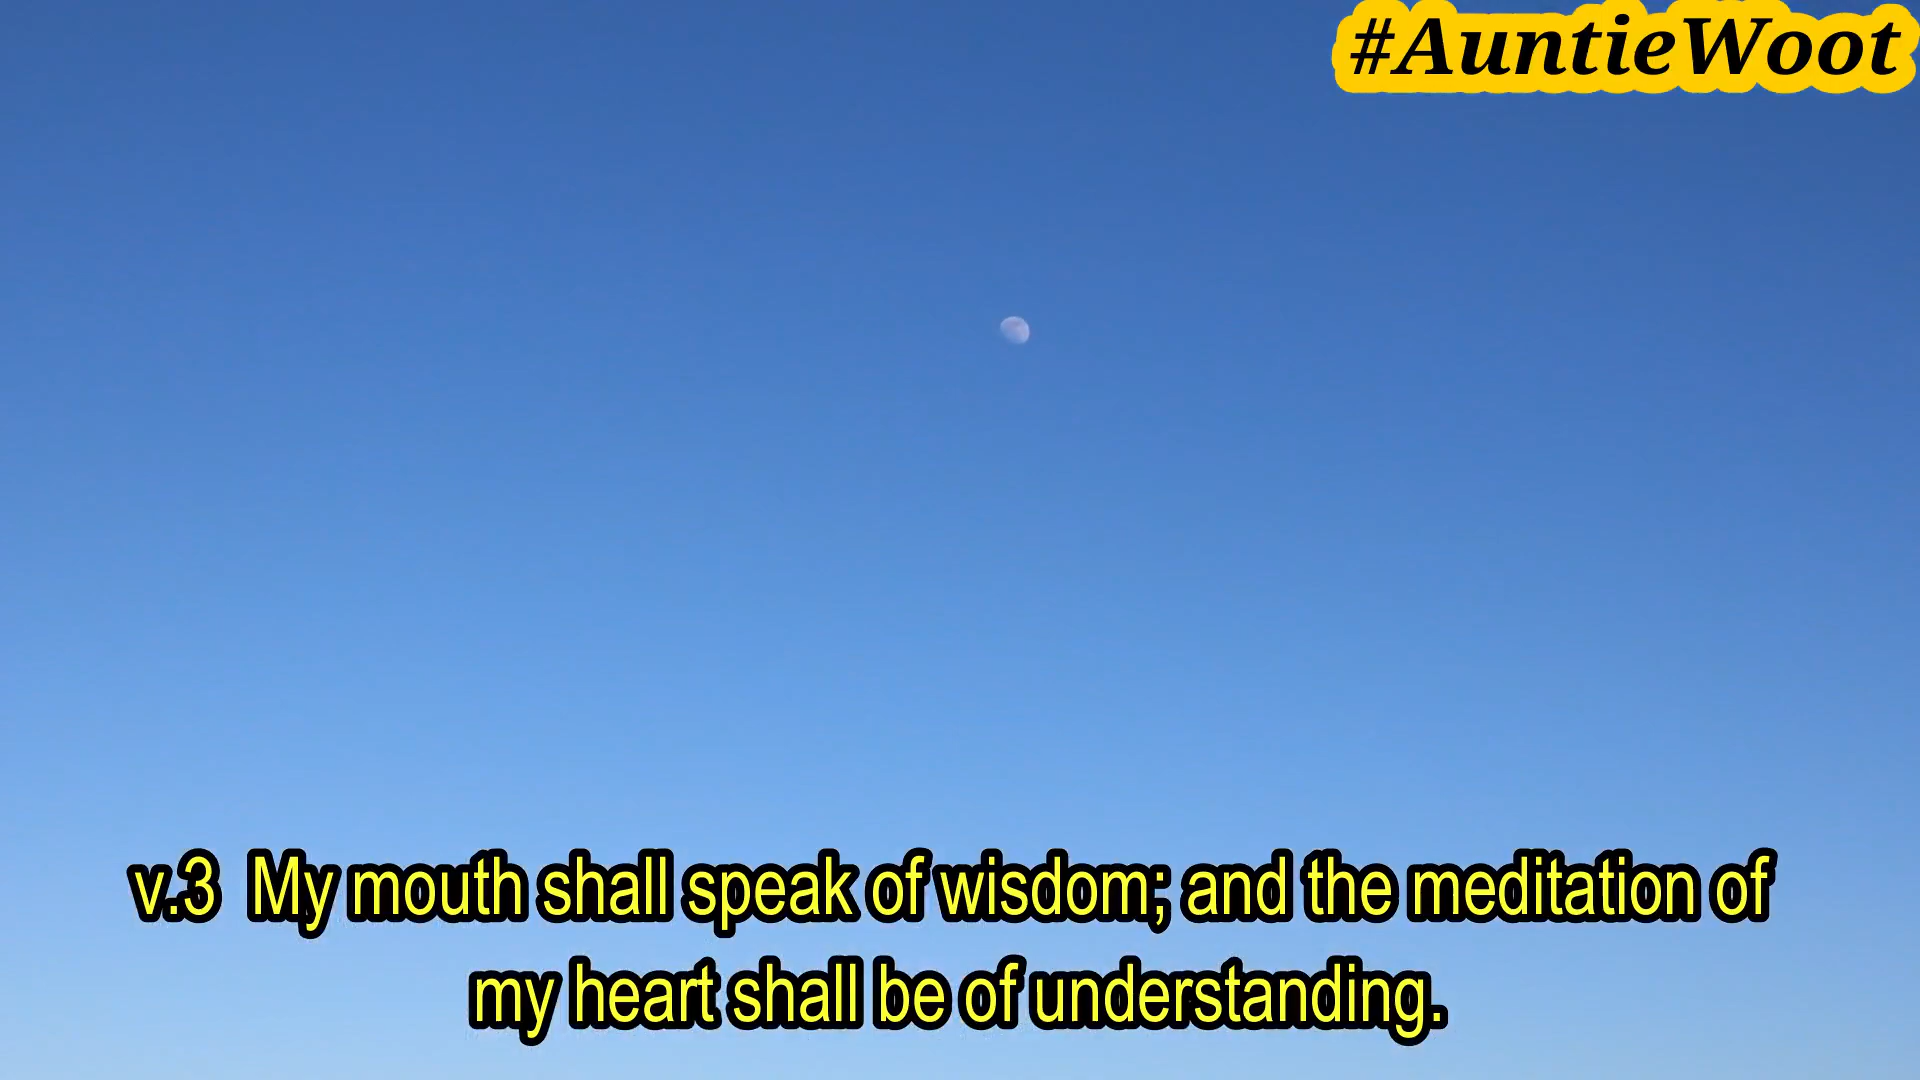 #AuntieWoot
v.3 My mouth shall speak of wisdom; and the meditation of
my heart shall be of understanding.